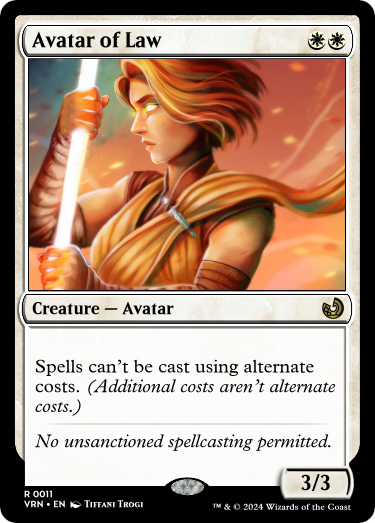 Avatar of Law
Creature — Avatar
Spells can't be cast using alternate
costs. (Additional costs aren't alternate
costs.)
No unsanctioned spellcasting permitted.
3/3
R 0011
VRN • EN Tiffani Trogi
™ & © 2024 Wizards of the Coast